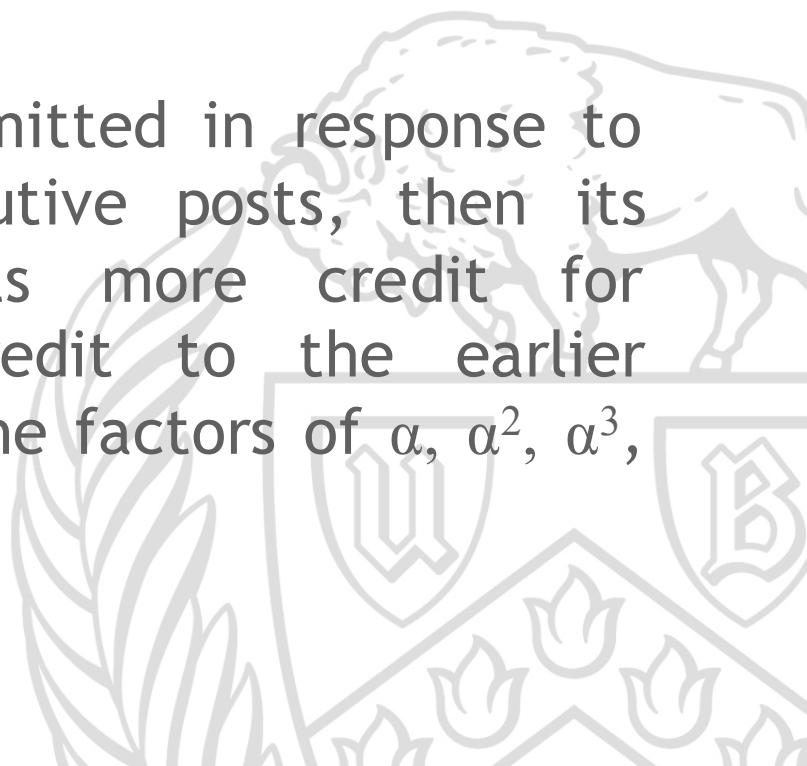 mitted in response to
utive posts, then its
s more credit for
edit to the earlier
ne factors of α, α², α³,
U B